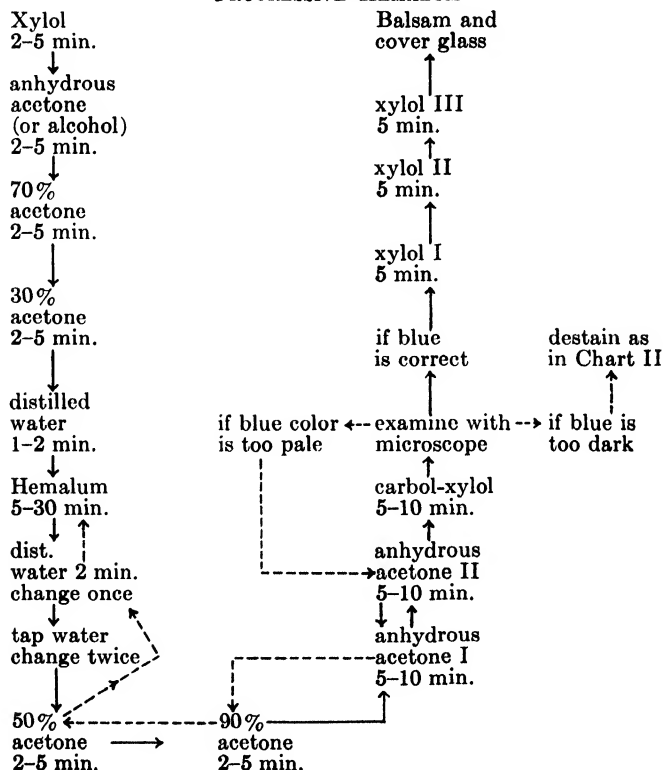 Xylol
2–5 min.
anhydrous
acetone
(or alcohol)
2–5 min.
70%
acetone
2–5 min.
30%
acetone
2–5 min.
distilled
water
1–2 min.
Hemalum
5–30 min.
dist.
water 2 min.
change once
tap water
change twice
50%
acetone
2–5 min.
90%
acetone
2–5 min.
anhydrous
acetone I
5–10 min.
anhydrous
acetone II
5–10 min.
carbol-xylol
5–10 min.
examine with
microscope
if blue color
is too pale
if blue is
too dark
destain as
in Chart II
if blue
is correct
xylol I
5 min.
xylol II
5 min.
xylol III
5 min.
Balsam and
cover glass